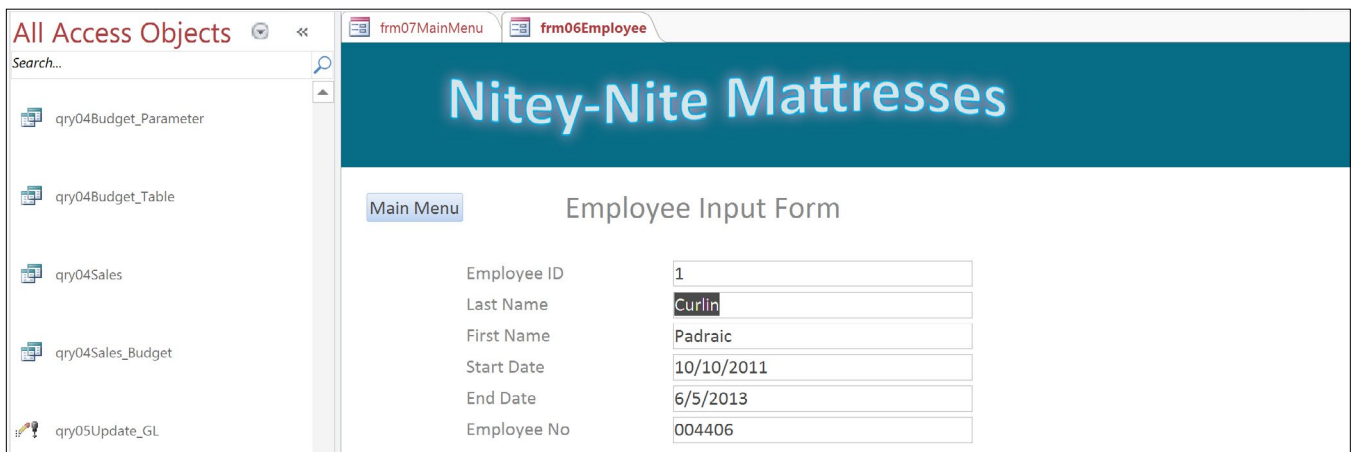 All Access Objects
Search...
qry04Budget_Parameter
qry04Budget_Table
qry04Sales
qry04Sales_Budget
qry05Update_GL
frm07MainMenu frm06Employee
Nitey-Nite Mattresses
Main Menu Employee Input Form
Employee ID 1
Last Name Curlin
First Name Padraic
Start Date 10/10/2011
End Date 6/5/2013
Employee No 004406